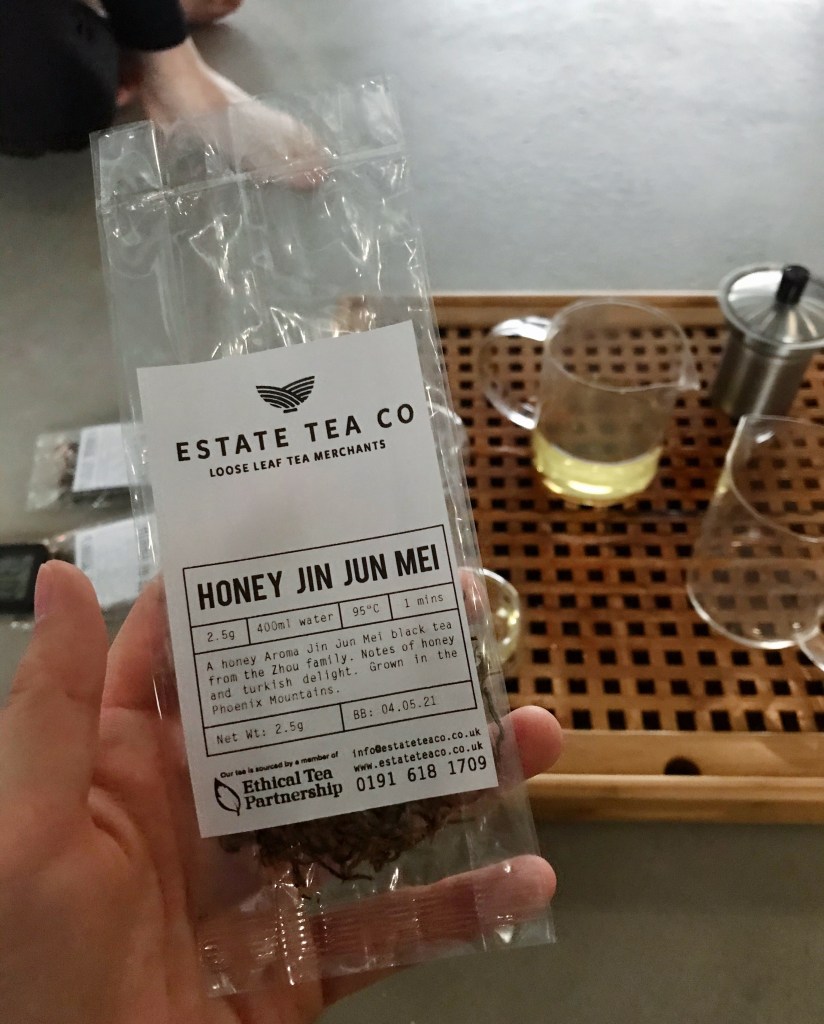 ESTATE TEA CO
LOOSE LEAF TEA MERCHANTS
HONEY JIN JUN MEI
2.5g 400ml water 95°C 1 mins
A honey Aroma Jin Jun Mei black tea
from the Zhou family. Notes of honey
and turkish delight. Grown in the
Phoenix Mountains.
Net Wt: 2.5g BB: 04.05.21
Our tea is sourced by a member of
Ethical Tea
Partnership
info@estateteaco.co.uk
www.estateteaco.co.uk
0191 618 1709